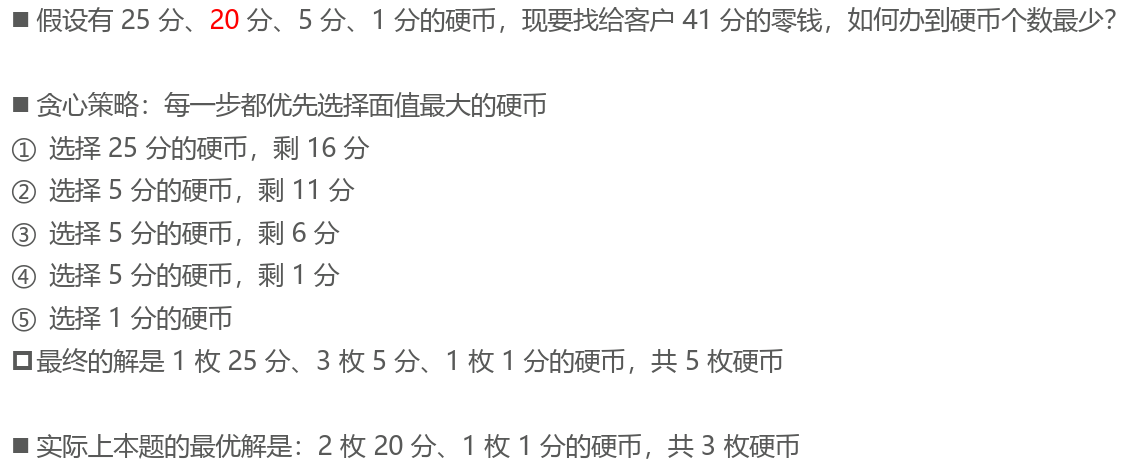 ■ 假设有 25 分、20 分、5 分、1 分的硬币，现要找给客户 41 分的零钱，如何办到硬币个数最少？
■ 贪心策略：每一步都优先选择面值最大的硬币
① 选择 25 分的硬币，剩 16 分
② 选择 5 分的硬币，剩 11 分
③ 选择 5 分的硬币，剩 6 分
④ 选择 5 分的硬币，剩 1 分
⑤ 选择 1 分的硬币
最终的解是 1 枚 25 分、3 枚 5 分、1 枚 1 分的硬币，共 5 枚硬币
■ 实际上本题的最优解是：2 枚 20 分、1 枚 1 分的硬币，共 3 枚硬币